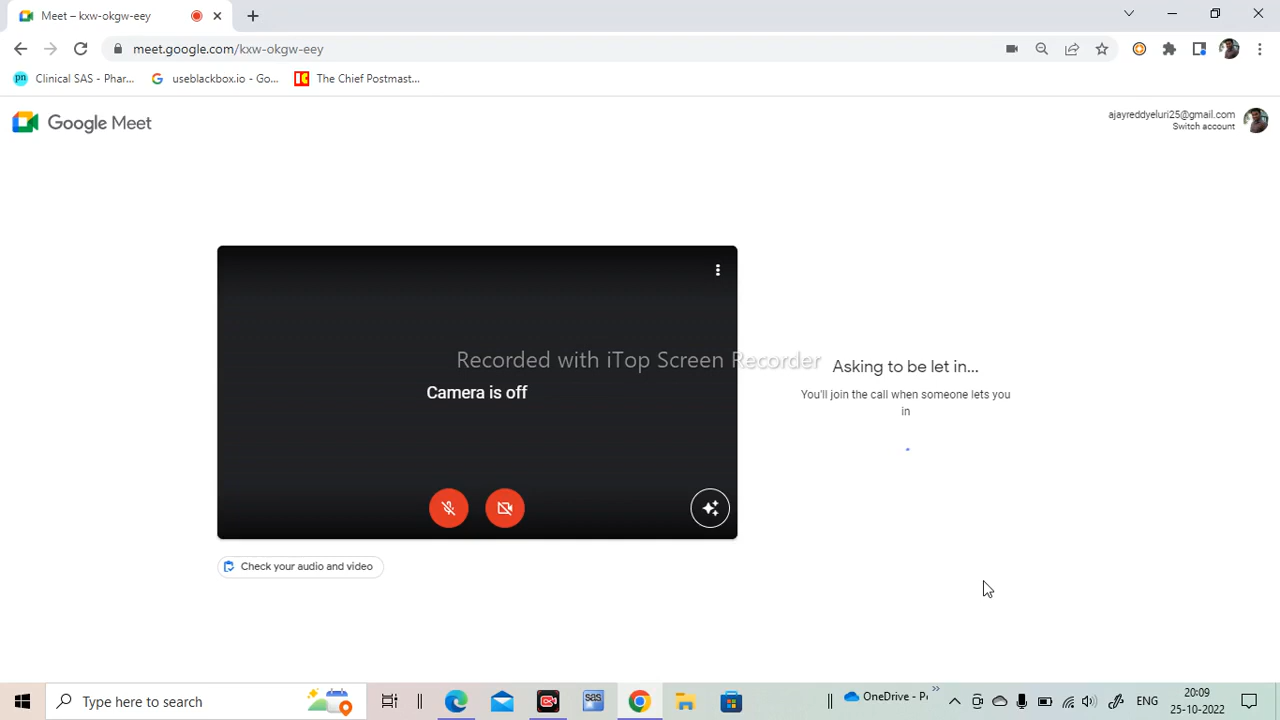 Meet – kxw-okgw-eey
meet.google.com/kxw-okgw-eey
Clinical SAS - Phar...
useblackbox.io - Go...
The Chief Postmast...
Google Meet
ajayreddyeluri25@gmail.com
Switch account
Recorded with iTop Screen Recorder
Camera is off
Asking to be let in...
You'll join the call when someone lets you
in
Check your audio and video
Type here to search
sas
OneDrive - P
ENG
20:09
25-10-2022